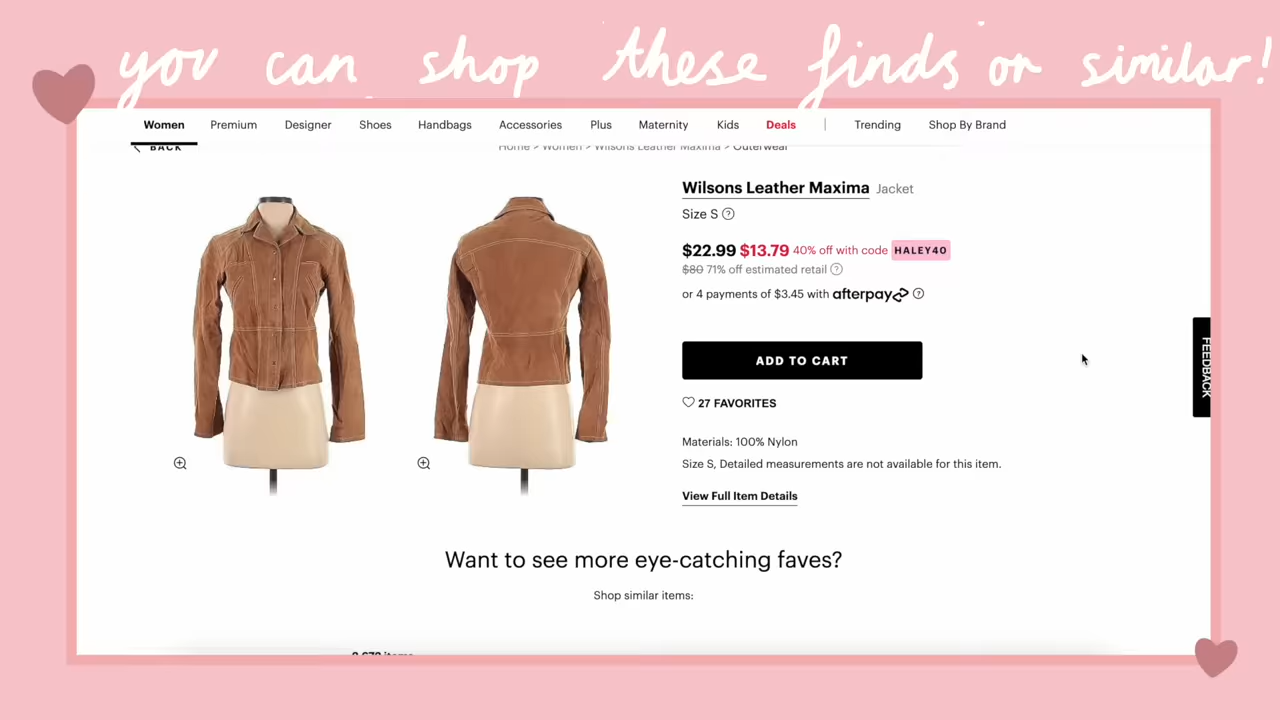 you can shop these finds or similar!
Women Premium Designer Shoes Handbags Accessories Plus Maternity Kids Deals | Trending Shop By Brand
BACK
Home > Women > Wilsons Leather Maxima > Outerwear
Wilsons Leather Maxima Jacket
Size S ?
$22.99 $13.79 40% off with code HALEY40
$80 71% off estimated retail ?
or 4 payments of $3.45 with afterpay ?
ADD TO CART
FEEDBACK
27 FAVORITES
Materials: 100% Nylon
Size S, Detailed measurements are not available for this item.
View Full Item Details
Want to see more eye-catching faves?
Shop similar items: